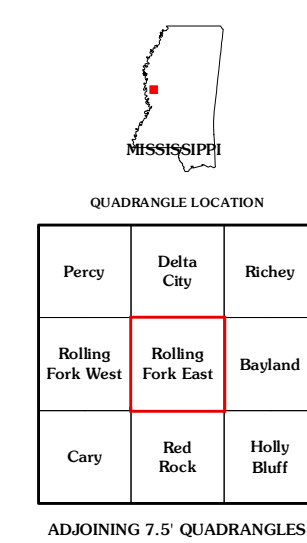 MISSISSIPPI
QUADRANGLE LOCATION
Percy
Delta
City
Richey
Rolling
Fork West
Rolling
Fork East
Bayland
Cary
Red
Rock
Holly
Bluff
ADJOINING 7.5' QUADRANGLES